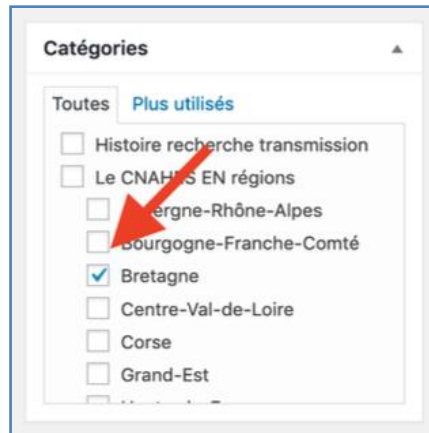 Catégories
Toutes Plus utilisés
Histoire recherche transmission
Le CNAHES EN régions
Bourgogne-Franche-Comté
Bretagne
Centre-Val-de-Loire
Corse
Grand-Est